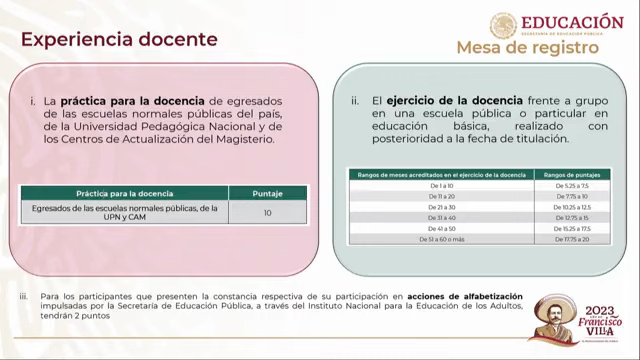 EDUCACIÓN
SECRETARÍA DE EDUCACIÓN PÚBLICA
Experiencia docente
Mesa de registro
i. La práctica para la docencia de egresados
de las escuelas normales públicas del país,
de la Universidad Pedagógica Nacional y de
los Centros de Actualización del Magisterio.
Práctica para la docencia Puntaje
Egresados de las escuelas normales públicas, de la
UPN y CAM 10
ii. El ejercicio de la docencia frente a grupo
en una escuela pública o particular en
educación básica, realizado con
posterioridad a la fecha de titulación.
Rangos de meses acreditados en el ejercicio de la docencia Rangos de puntajes
De 1 a 10 De 5.25 a 7.5
De 11 a 20 De 7.75 a 10
De 21 a 30 De 10.25 a 12.5
De 31 a 40 De 12.75 a 15
De 41 a 50 De 15.25 a 17.5
De 51 a 60 o más De 17.75 a 20
iii. Para los participantes que presenten la constancia respectiva de su participación en acciones de alfabetización
impulsadas por la Secretaría de Educación Pública, a través del Instituto Nacional para la Educación de los Adultos,
tendrán 2 puntos
2023
Francisco
VILLA